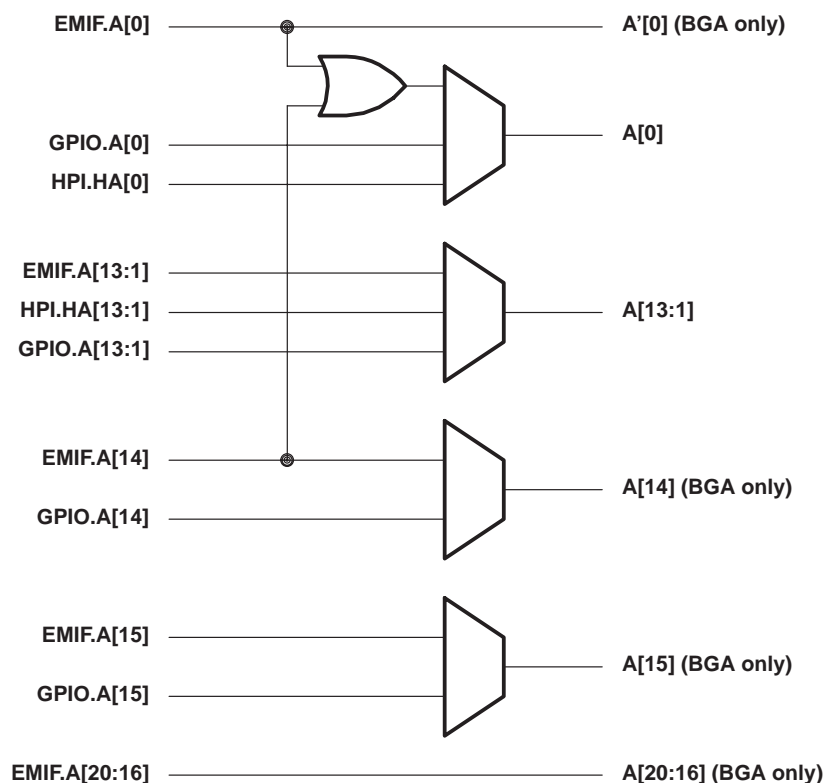 EMIF.A[0]
A'[0] (BGA only)
GPIO.A[0]
A[0]
HPI.HA[0]
EMIF.A[13:1]
HPI.HA[13:1]
A[13:1]
GPIO.A[13:1]
EMIF.A[14]
A[14] (BGA only)
GPIO.A[14]
EMIF.A[15]
A[15] (BGA only)
GPIO.A[15]
EMIF.A[20:16]
A[20:16] (BGA only)